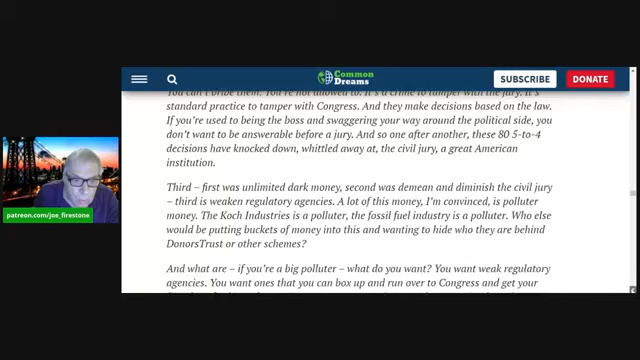 Common
Dreams
SUBSCRIBE
DONATE
You can't bribe them. You're not allowed to. It's a crime to tamper with the jury. It's
standard practice to tamper with Congress. And they make decisions based on the law.
If you're used to being the boss and swaggering your way around the political side, you
don't want to be answerable before a jury. And so one after another, these 80 5-to-4
decisions have knocked down, whittled away at, the civil jury, a great American
institution.
Third – first was unlimited dark money, second was demean and diminish the civil jury
– third is weaken regulatory agencies. A lot of this money, I'm convinced, is polluter
money. The Koch Industries is a polluter, the fossil fuel industry is a polluter. Who else
would be putting buckets of money into this and wanting to hide who they are behind
DonorsTrust or other schemes?
And what are – if you're a big polluter – what do you want? You want weak regulatory
agencies. You want ones that you can box up and run over to Congress and get your
patreon.com/joe_firestone